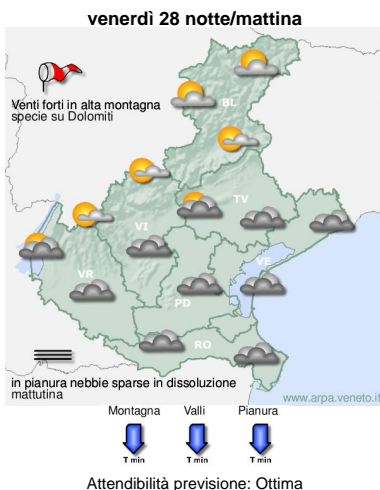 venerdì 28 notte/mattina
Venti forti in alta montagna
specie su Dolomiti
BL
TV
VI
VE
VR
PD
RO
in pianura nebbie sparse in dissoluzione
mattutina
www.arpa.veneto.it
Montagna Valli Pianura
T min T min T min
Attendibilità previsione: Ottima